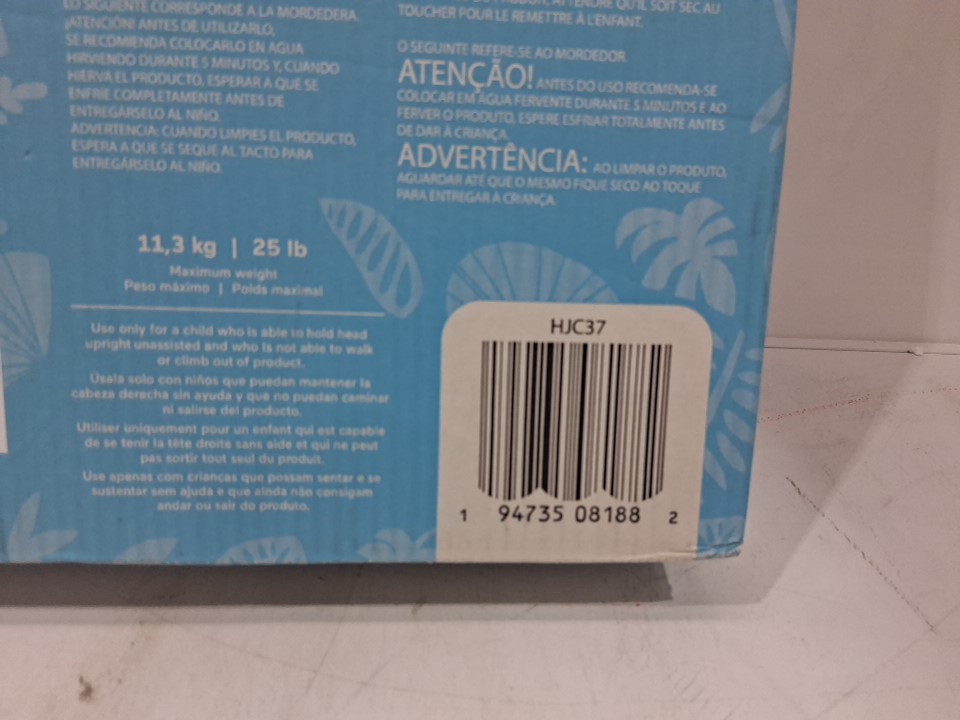 LO SIGUIENTE CORRESPONDE A LA MORDEDERA.
¡ATENCIÓN! ANTES DE UTILIZARLO,
SE RECOMIENDA COLOCARLO EN AGUA
HIRVIENDO DURANTE 5 MINUTOS Y, CUANDO
HIERVA EL PRODUCTO, ESPERAR A QUE SE
ENFRÍE COMPLETAMENTE ANTES DE
ENTREGÁRSELO AL NIÑO.
ADVERTENCIA: CUANDO LIMPIES EL PRODUCTO,
ESPERA A QUE SE SEQUE AL TACTO PARA
ENTREGÁRSELO AL NIÑO.
PRODUIT, ATTENDRE QU'IL SOIT SEC AU
TOUCHER POUR LE REMETTRE À L'ENFANT.
O SEGUINTE REFERE-SE AO MORDEDOR.
ATENÇÃO! ANTES DO USO RECOMENDA-SE
COLOCAR EM ÁGUA FERVENTE DURANTE 5 MINUTOS E AO
FERVER O PRODUTO, ESPERE ESFRIAR TOTALMENTE ANTES
DE DAR À CRIANÇA.
ADVERTÊNCIA: AO LIMPAR O PRODUTO,
AGUARDAR ATÉ QUE O MESMO FIQUE SECO AO TOQUE
PARA ENTREGAR À CRIANÇA.
11,3 kg | 25 lb
Maximum weight
Peso máximo | Poids maximal
Use only for a child who is able to hold head
upright unassisted and who is not able to walk
or climb out of product.
Úsala solo con niños que puedan mantener la
cabeza derecha sin ayuda y que no puedan caminar
ni salirse del producto.
Utiliser uniquement pour un enfant qui est capable
de se tenir la tête droite sans aide et qui ne peut
pas sortir tout seul du produit.
Use apenas com crianças que possam sentar e se
sustentar sem ajuda e que ainda não consigam
andar ou sair do produto.
HJC37
1 94735 08188 2